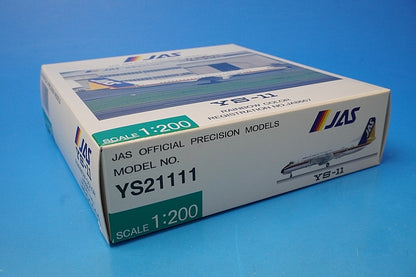 JAS
YS-11
RAINBOW COLOR
SCALE 1:200
JAS OFFICIAL PRECISION MODELS
MODEL NO.
YS21111
SCALE 1:200
JAS
YS-11